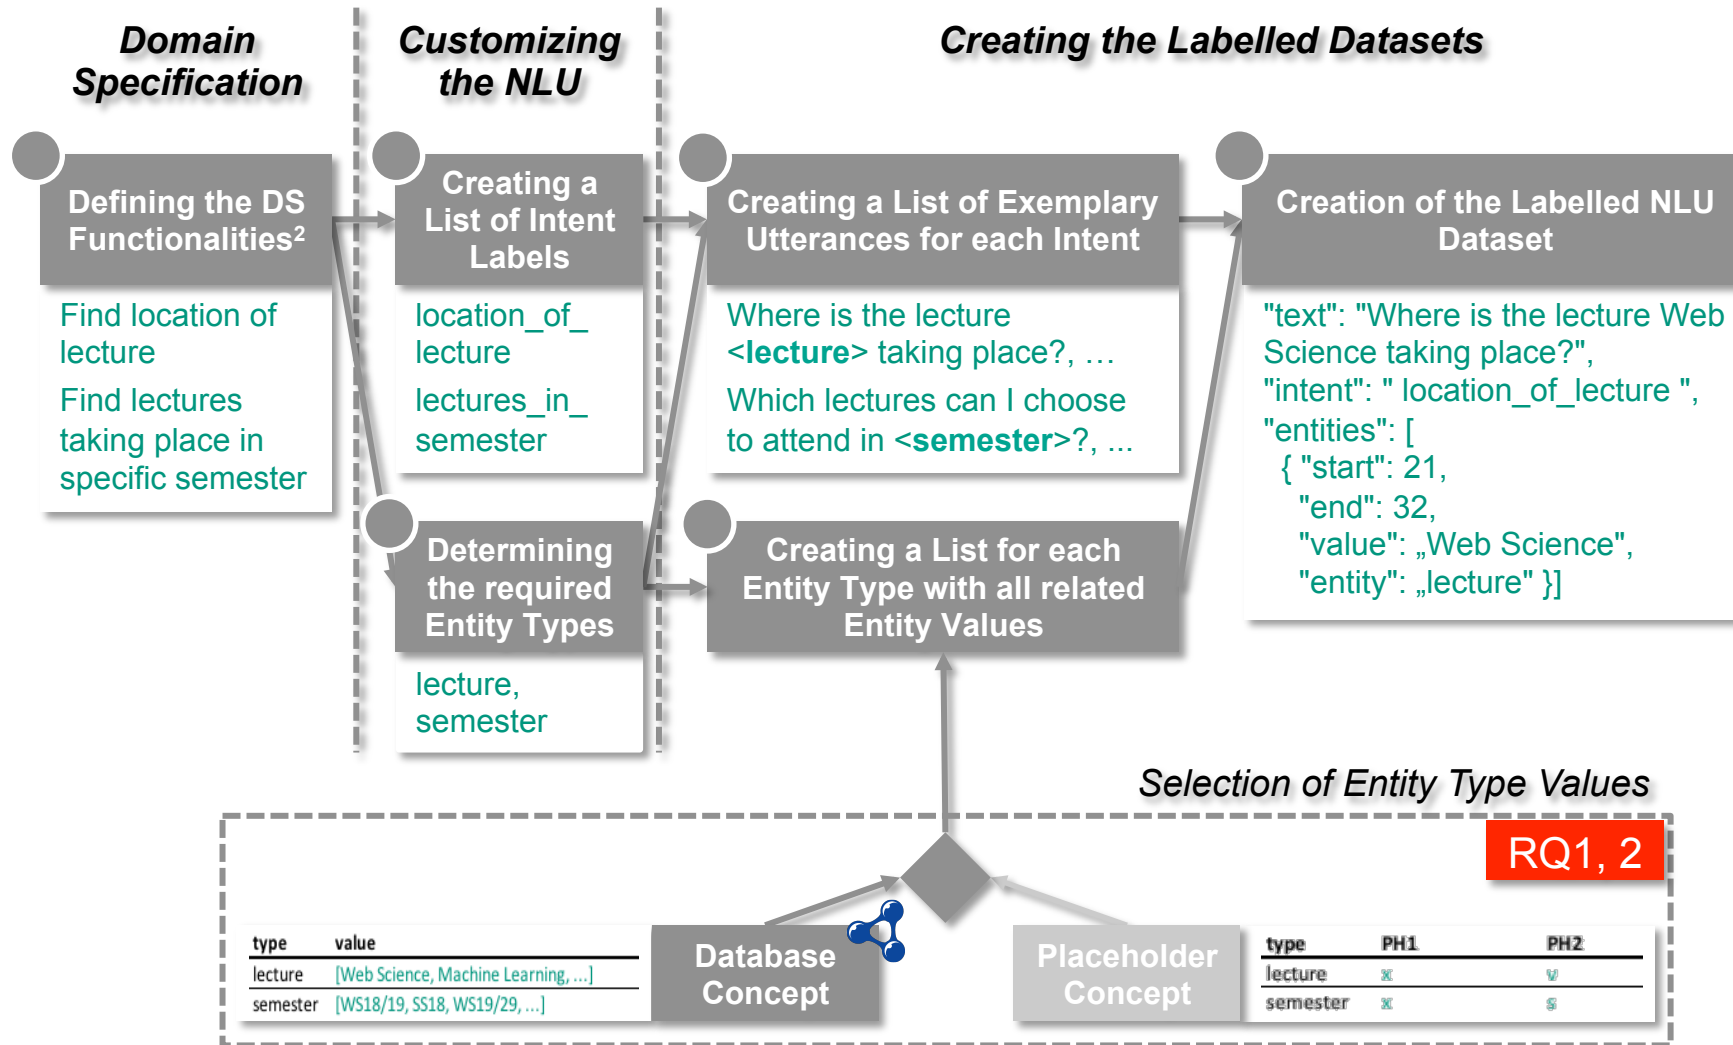 Domain
Specification
Customizing
the NLU
Creating the Labelled Datasets
Defining the DS
Functionalities²
Find location of
lecture
Find lectures
taking place in
specific semester
Creating a
List of Intent
Labels
location_of_
lecture
lectures_in_
semester
Determining
the required
Entity Types
lecture,
semester
Creating a List of Exemplary
Utterances for each Intent
Where is the lecture
<lecture> taking place?, …
Which lectures can I choose
to attend in <semester>?, ...
Creating a List for each
Entity Type with all related
Entity Values
Creation of the Labelled NLU
Dataset
"text": "Where is the lecture Web
Science taking place?",
"intent": " location_of_lecture ",
"entities": [
{ "start": 21,
"end": 32,
"value": „Web Science",
"entity": „lecture" }]
Selection of Entity Type Values
RQ1, 2
type value
lecture [Web Science, Machine Learning, ...]
semester [WS18/19, SS18, WS19/29, ...]
Database
Concept
Placeholder
Concept
type PH1 PH2
lecture x v
semester x s